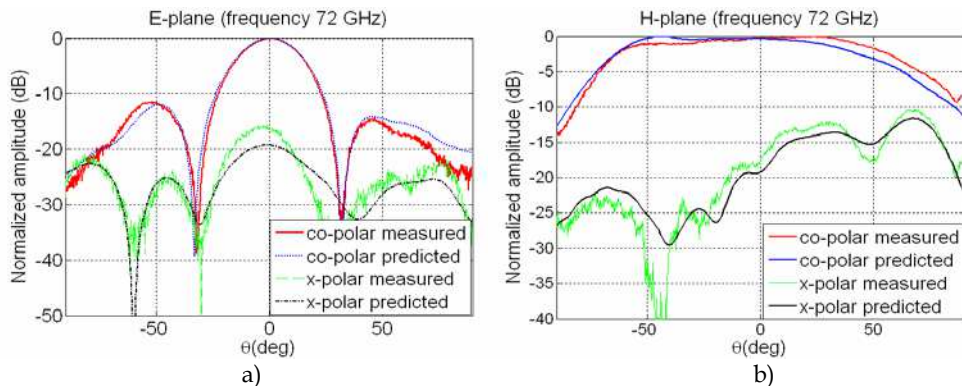 E-plane (frequency 72 GHz)
Normalized amplitude (dB)
0
-10
-20
-30
-40
-50
-50
0
50
θ(deg)
co-polar measured
co-polar predicted
x-polar measured
x-polar predicted
a)
H-plane (frequency 72 GHz)
Normalized amplitude (dB)
0
-5
-10
-15
-20
-25
-30
-35
-40
-50
0
50
θ(deg)
co-polar measured
co-polar predicted
x-polar measured
x-polar predicted
b)